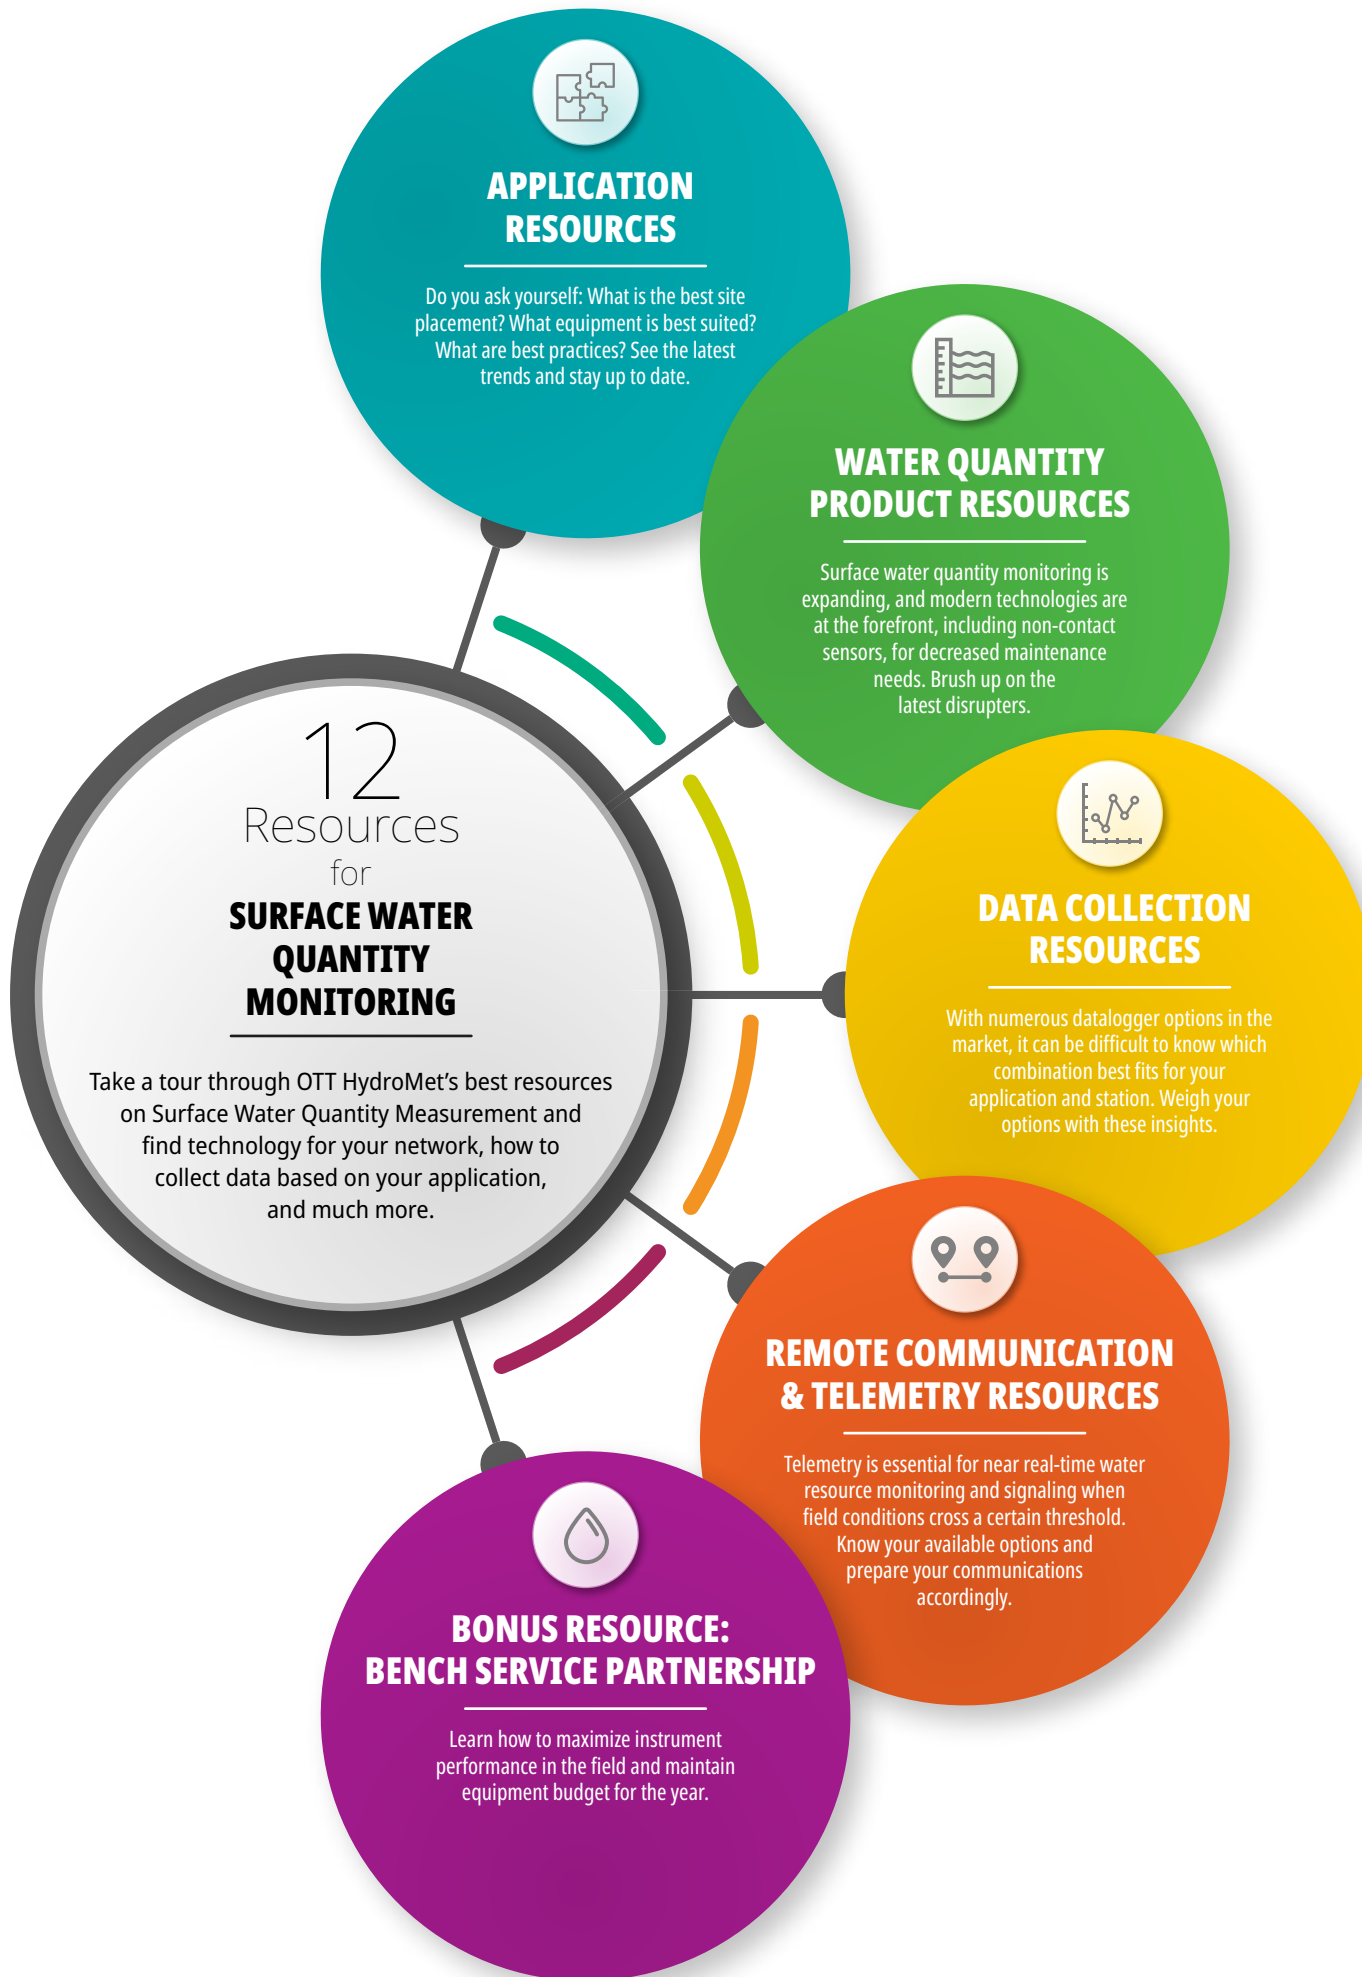 APPLICATION
RESOURCES
Do you ask yourself: What is the best site
placement? What equipment is best suited?
What are best practices? See the latest
trends and stay up to date.
WATER QUANTITY
PRODUCT RESOURCES
Surface water quantity monitoring is
expanding, and modern technologies are
at the forefront, including non-contact
sensors, for decreased maintenance
needs. Brush up on the
latest disrupters.
12
Resources
for
SURFACE WATER
QUANTITY
MONITORING
Take a tour through OTT HydroMet's best resources
on Surface Water Quantity Measurement and
find technology for your network, how to
collect data based on your application,
and much more.
DATA COLLECTION
RESOURCES
With numerous datalogger options in the
market, it can be difficult to know which
combination best fits for your
application and station. Weigh your
options with these insights.
REMOTE COMMUNICATION
& TELEMETRY RESOURCES
Telemetry is essential for near real-time water
resource monitoring and signaling when
field conditions cross a certain threshold.
Know your available options and
prepare your communications
accordingly.
BONUS RESOURCE:
BENCH SERVICE PARTNERSHIP
Learn how to maximize instrument
performance in the field and maintain
equipment budget for the year.